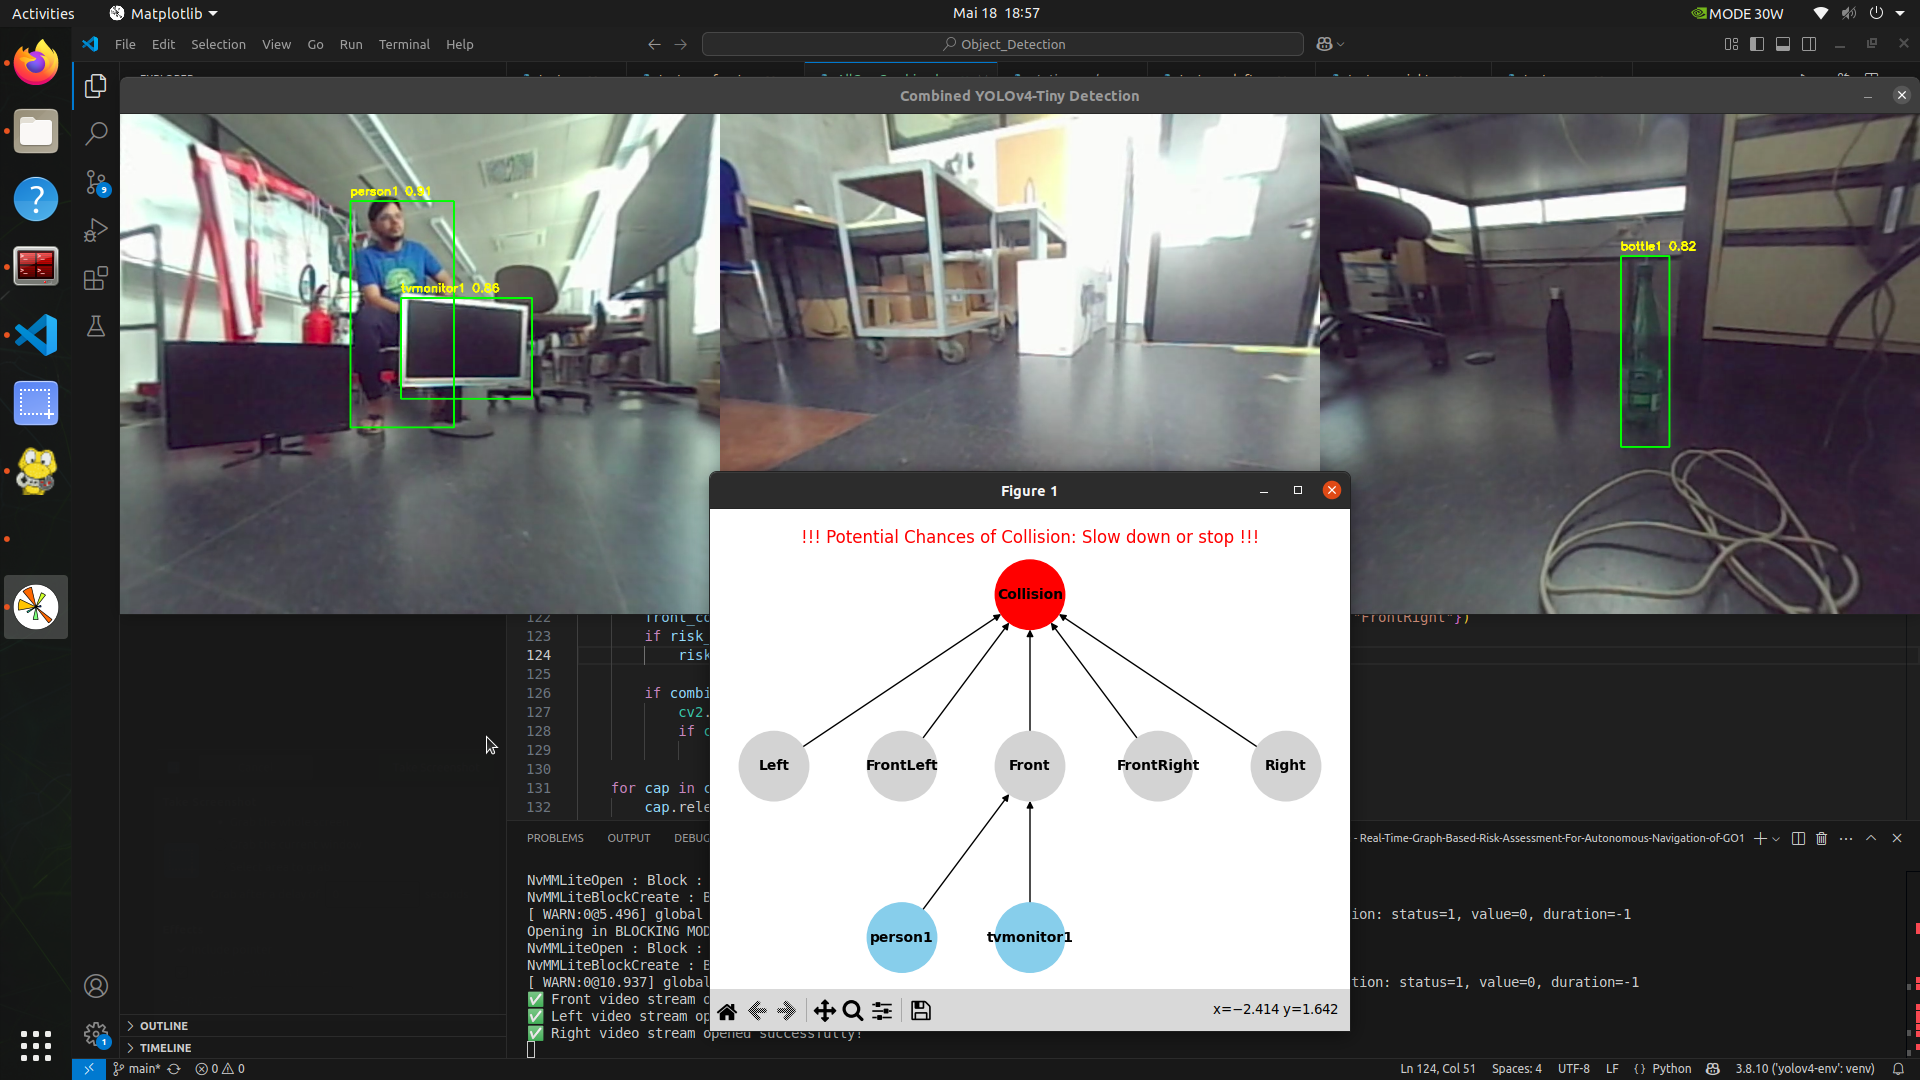 Activities
Matplotlib
Mai 18 18:57
MODE 30W
File Edit Selection View Go Run Terminal Help
Object_Detection
Combined YOLOv4-Tiny Detection
person1 0.91
tvmonitor1 0.86
bottle1 0.82
Figure 1
!!! Potential Chances of Collision: Slow down or stop !!!
Collision
Left
FrontLeft
Front
FrontRight
Right
person1
tvmonitor1
x=−2.414 y=1.642
122
"FrontRight"})
123 if risk_
124 risk
125
126 if combi
127 cv2.
128 if c
129
130
131 for cap in c
132 cap.rele
PROBLEMS OUTPUT DEBUG
- Real-Time-Graph-Based-Risk-Assessment-For-Autonomous-Navigation-of-GO1
NvMMLiteOpen : Block :
NvMMLiteBlockCreate : B
[ WARN:0@5.496] global
ion: status=1, value=0, duration=-1
Opening in BLOCKING MOD
NvMMLiteOpen : Block :
NvMMLiteBlockCreate : B
[ WARN:0@10.937] global
tion: status=1, value=0, duration=-1
✅ Front video stream o
✅ Left video stream op
✅ Right video stream opened successfully!
OUTLINE
TIMELINE
9
1
main*
0 0
Ln 124, Col 51 Spaces: 4 UTF-8 LF {} Python 3.8.10 ('yolov4-env': venv)